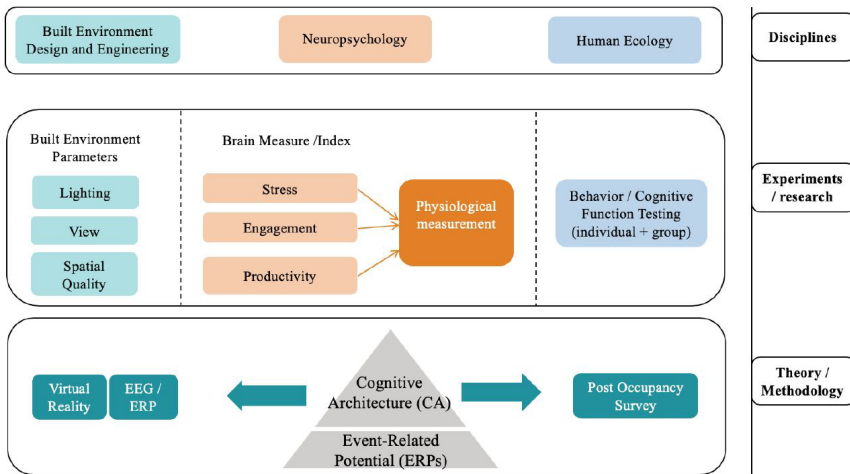 Built Environment
Design and Engineering
Neuropsychology
Human Ecology
Disciplines
Built Environment
Parameters
Lighting
View
Spatial
Quality
Brain Measure /Index
Stress
Engagement
Productivity
Physiological
measurement
Behavior / Cognitive
Function Testing
(individual + group)
Experiments
/ research
Virtual
Reality
EEG /
ERP
Cognitive
Architecture (CA)
Event-Related
Potential (ERPs)
Post Occupancy
Survey
Theory /
Methodology